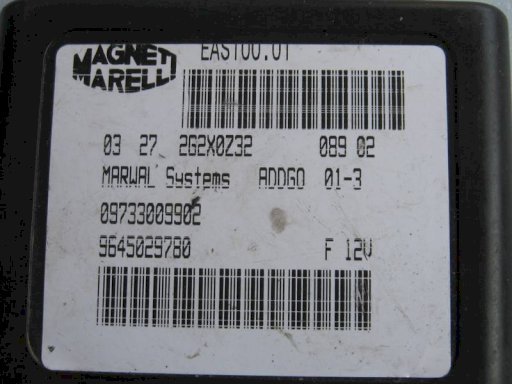 MAGNETI
MARELLI
EAST00.01
03 27 2G2X0Z32 089 02
MARWAL Systems ADDGO 01-3
09733009902
9645029780 F 12V